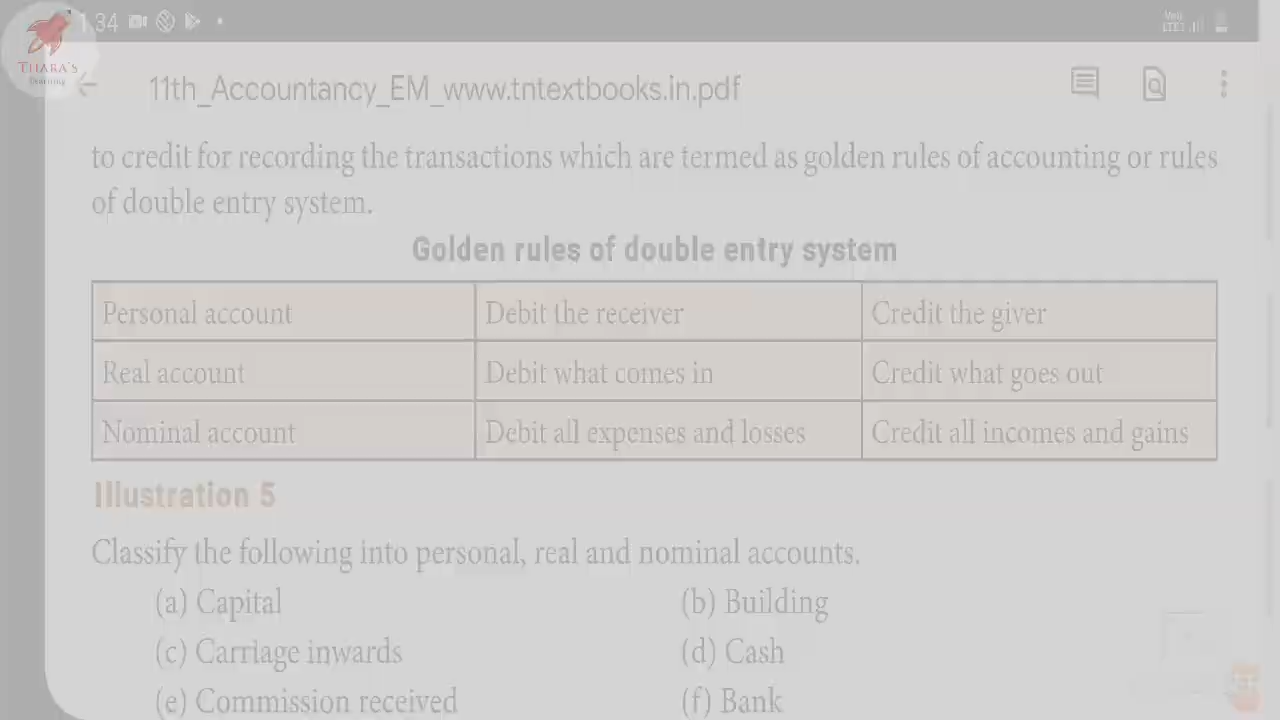 1:34
Vo))
LTE1
THARA'S
learning
11th_Accountancy_EM_www.tntextbooks.in.pdf
to credit for recording the transactions which are termed as golden rules of accounting or rules
of double entry system.
Golden rules of double entry system
Personal account Debit the receiver Credit the giver
Real account Debit what comes in Credit what goes out
Nominal account Debit all expenses and losses Credit all incomes and gains
Illustration 5
Classify the following into personal, real and nominal accounts.
(a) Capital (b) Building
(c) Carriage inwards (d) Cash
(e) Commission received (f) Bank